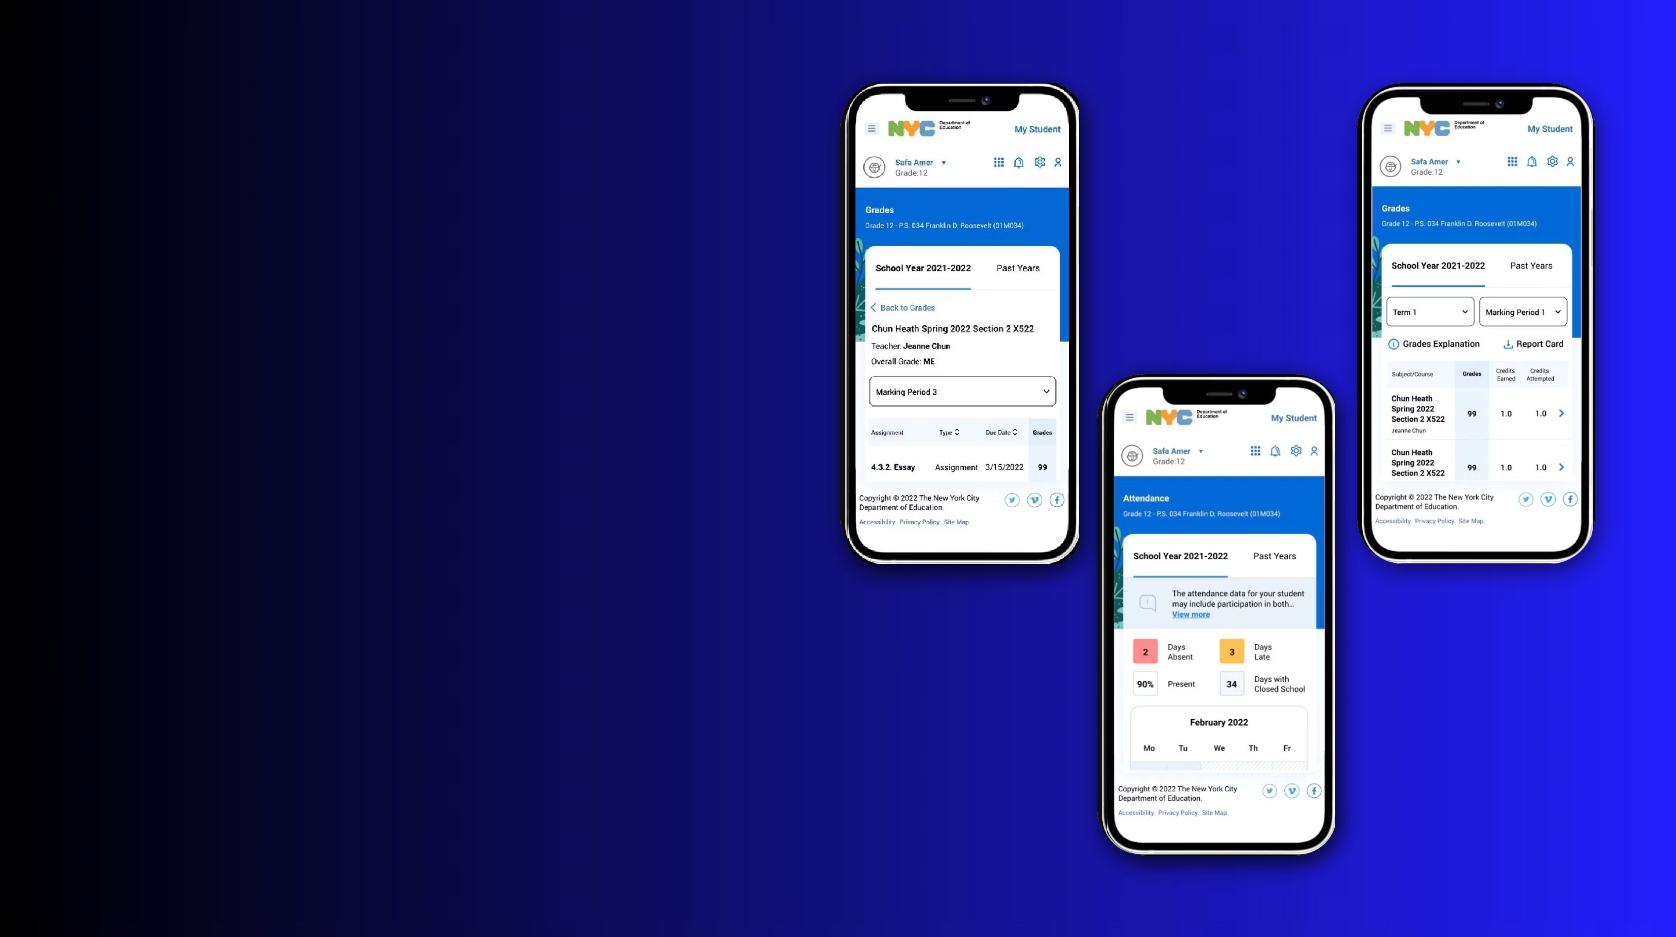 NYC Department of
Education
My Student
Safa Amer
Grade:12
Grades
Grade 12 - P.S. 034 Franklin D. Roosevelt (01M034)
School Year 2021-2022 Past Years
Back to Grades
Chun Heath Spring 2022 Section 2 X522
Teacher: Jeanne Chun
Overall Grade: ME
Marking Period 3
Assignment Type Due Date Grades
4.3.2. Essay Assignment 3/15/2022 99
Copyright © 2022 The New York City
Department of Education.
Accessibility. Privacy Policy. Site Map
NYC Department of
Education
My Student
Safa Amer
Grade:12
Attendance
Grade 12 - P.S. 034 Franklin D. Roosevelt (01M034)
School Year 2021-2022 Past Years
The attendance data for your student
may include participation in both...
View more
2 Days
Absent
3 Days
Late
90% Present
34 Days with
Closed School
February 2022
Mo Tu We Th Fr
Copyright © 2022 The New York City
Department of Education.
Accessibility. Privacy Policy. Site Map
NYC Department of
Education
My Student
Safa Amer
Grade:12
Grades
Grade 12 - P.S. 034 Franklin D. Roosevelt (01M034)
School Year 2021-2022 Past Years
Term 1 Marking Period 1
Grades Explanation Report Card
Subject/Course Grades Credits
Earned Credits
Attempted
Chun Heath
Spring 2022
Section 2 X522 99 1.0 1.0
Jeanne Chun
Chun Heath
Spring 2022
Section 2 X522 99 1.0 1.0
Copyright © 2022 The New York City
Department of Education.
Accessibility. Privacy Policy. Site Map